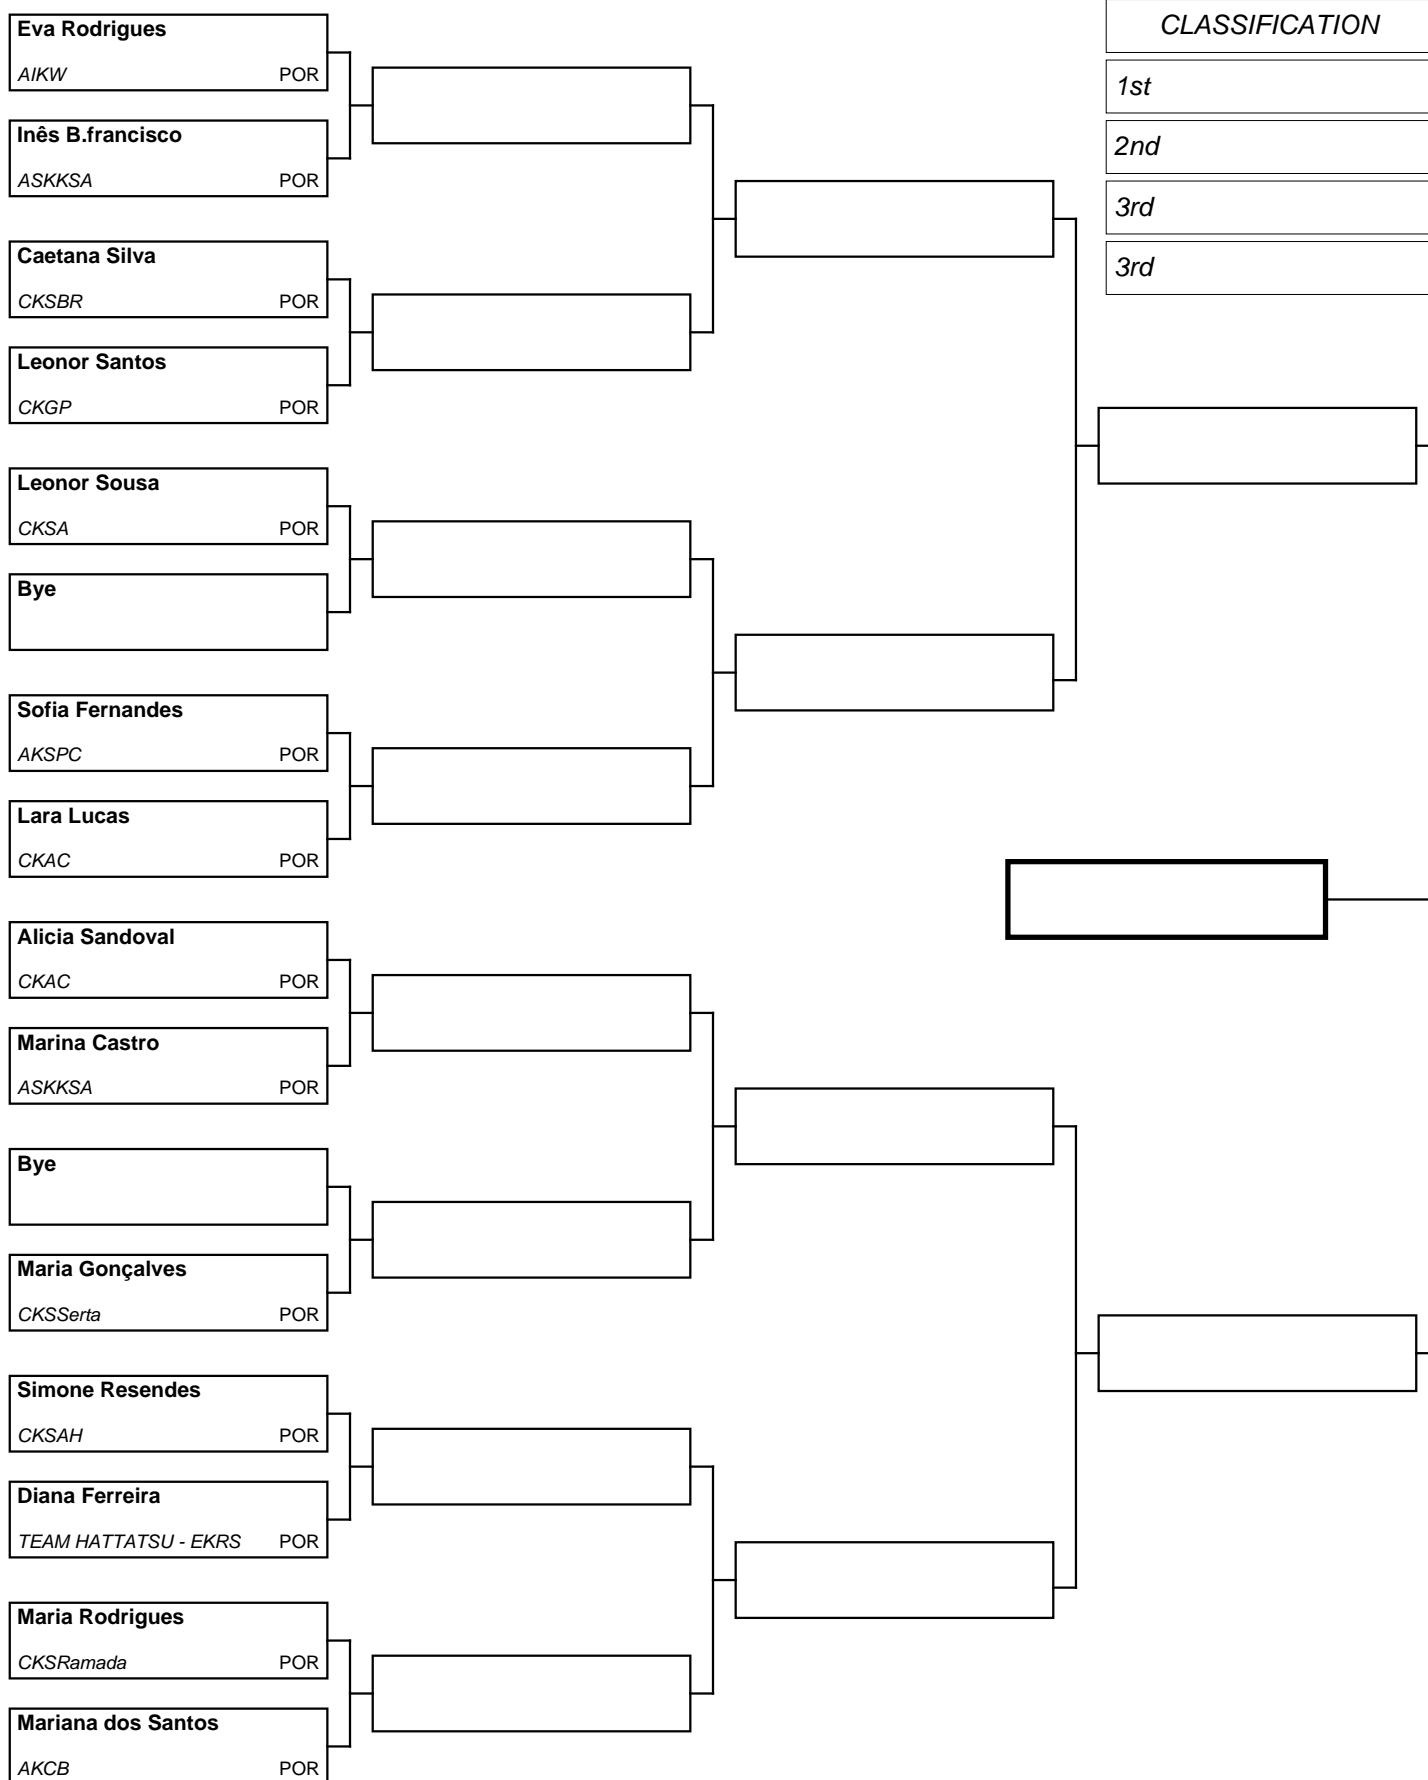 Eva Rodrigues
AIKW POR
Inês B.francisco
ASKKSA POR
Caetana Silva
CKSBR POR
Leonor Santos
CKGP POR
Leonor Sousa
CKSA POR
Bye
Sofia Fernandes
AKSPC POR
Lara Lucas
CKAC POR
Alicia Sandoval
CKAC POR
Marina Castro
ASKKSA POR
Bye
Maria Gonçalves
CKSSerta POR
Simone Resendes
CKSAH POR
Diana Ferreira
TEAM HATTATSU - EKRS POR
Maria Rodrigues
CKSRamada POR
Mariana dos Santos
AKCB POR
CLASSIFICATION
1st
2nd
3rd
3rd